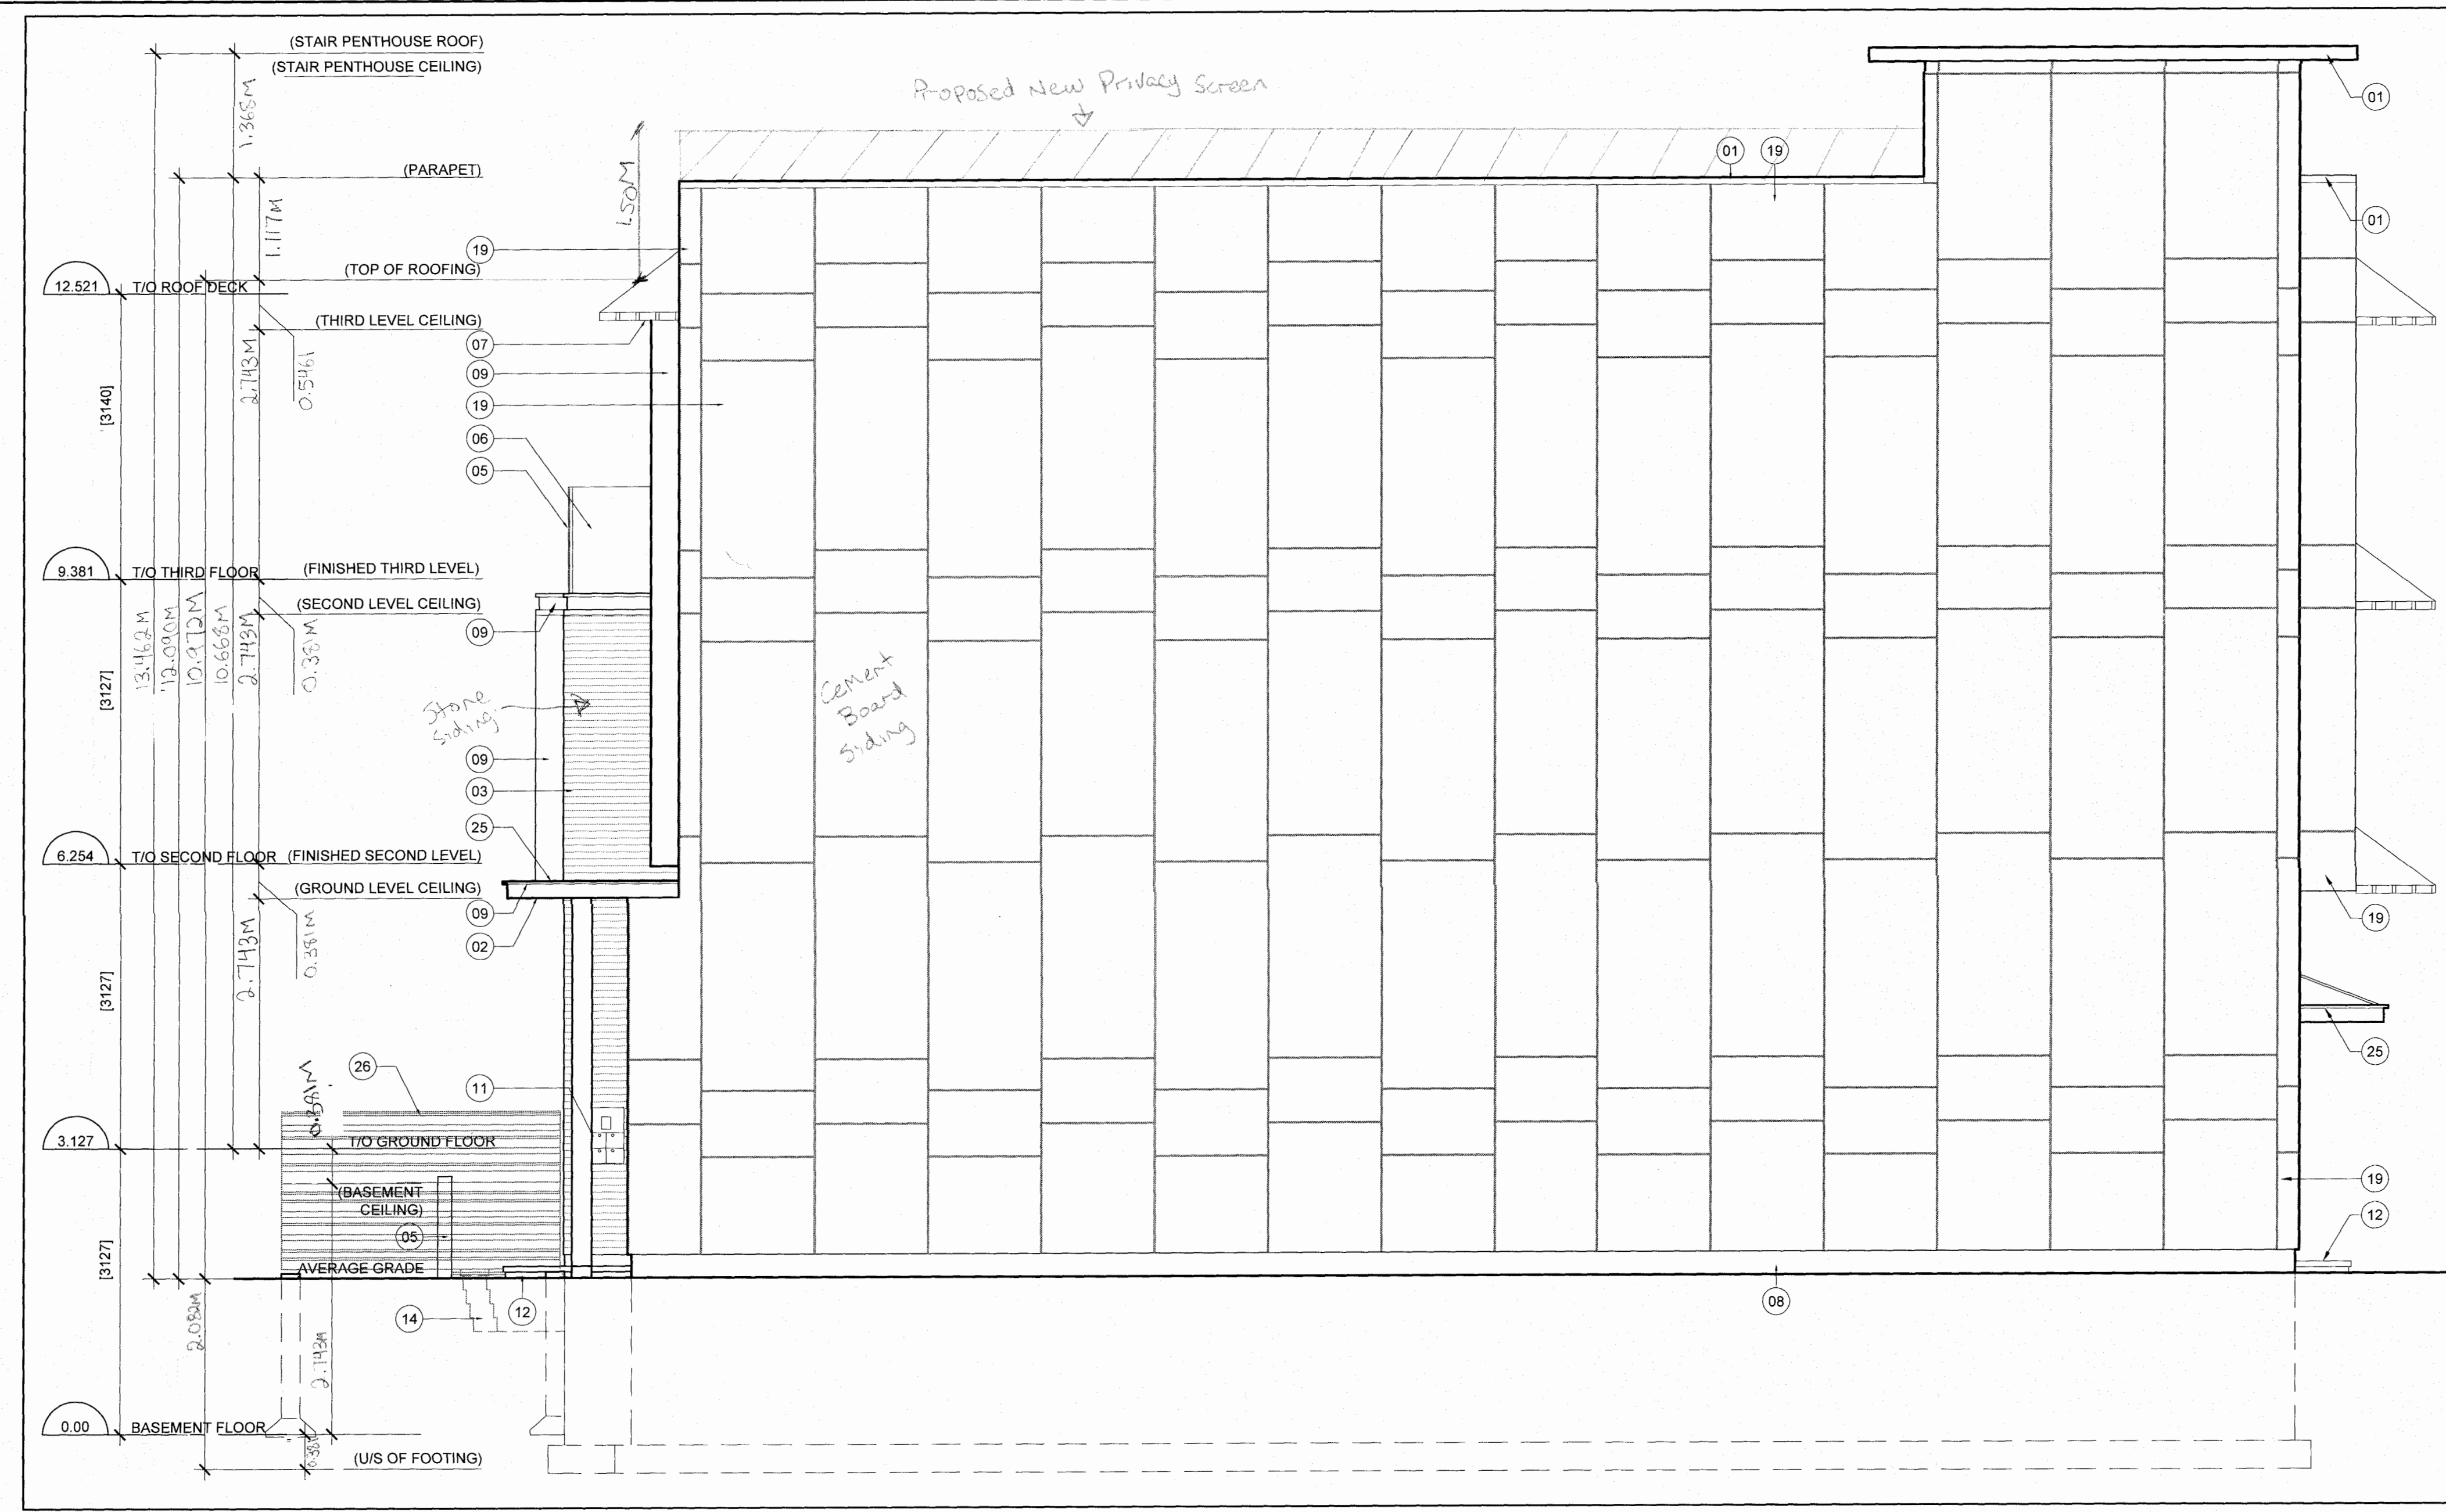 (STAIR PENTHOUSE ROOF)
(STAIR PENTHOUSE CEILING)
1.368M
Proposed New Privacy Screen
01
(PARAPET)
1.50M
01
19
01
1.117M
19
(TOP OF ROOFING)
12.521
T/O ROOF DECK
(THIRD LEVEL CEILING)
07
09
2.743M
0.5461
[3140]
19
06
05
9.381
T/O THIRD FLOOR
(FINISHED THIRD LEVEL)
(SECOND LEVEL CEILING)
09
13.462M
12.090M
10.972M
10.668M
2.743M
0.381M
[3127]
Stone
Siding
Cement
Board
Siding
09
03
25
6.254
T/O SECOND FLOOR
(FINISHED SECOND LEVEL)
(GROUND LEVEL CEILING)
09
19
02
2.743M
0.381M
[3127]
25
26
11
0.381M
3.127
T/O GROUND FLOOR
(BASEMENT
CEILING)
19
12
05
[3127]
AVERAGE GRADE
08
12
14
2.082M
2.743M
0.00
BASEMENT FLOOR
0.381
(U/S OF FOOTING)